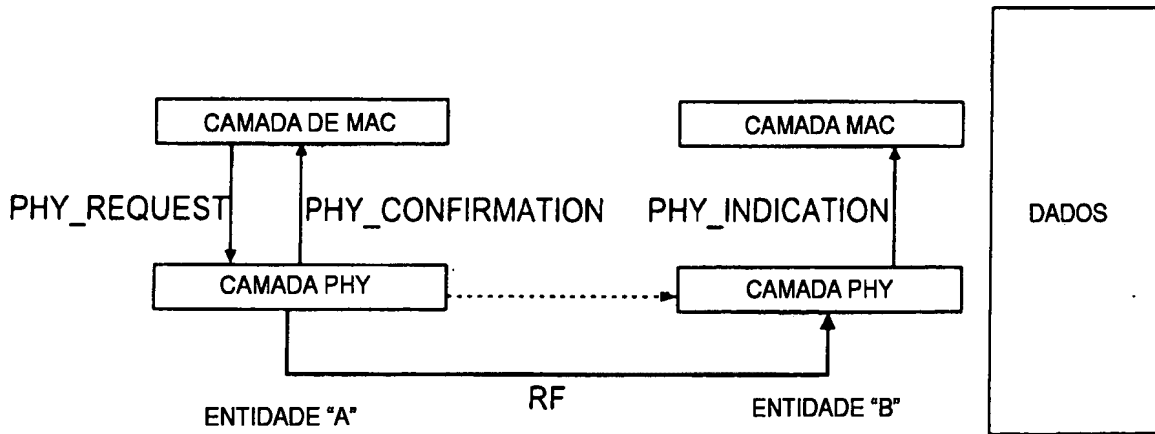 CAMADA DE MAC
CAMADA MAC
PHY_REQUEST
PHY_CONFIRMATION
PHY_INDICATION
DADOS
CAMADA PHY
CAMADA PHY
RF
ENTIDADE "A"
ENTIDADE "B"